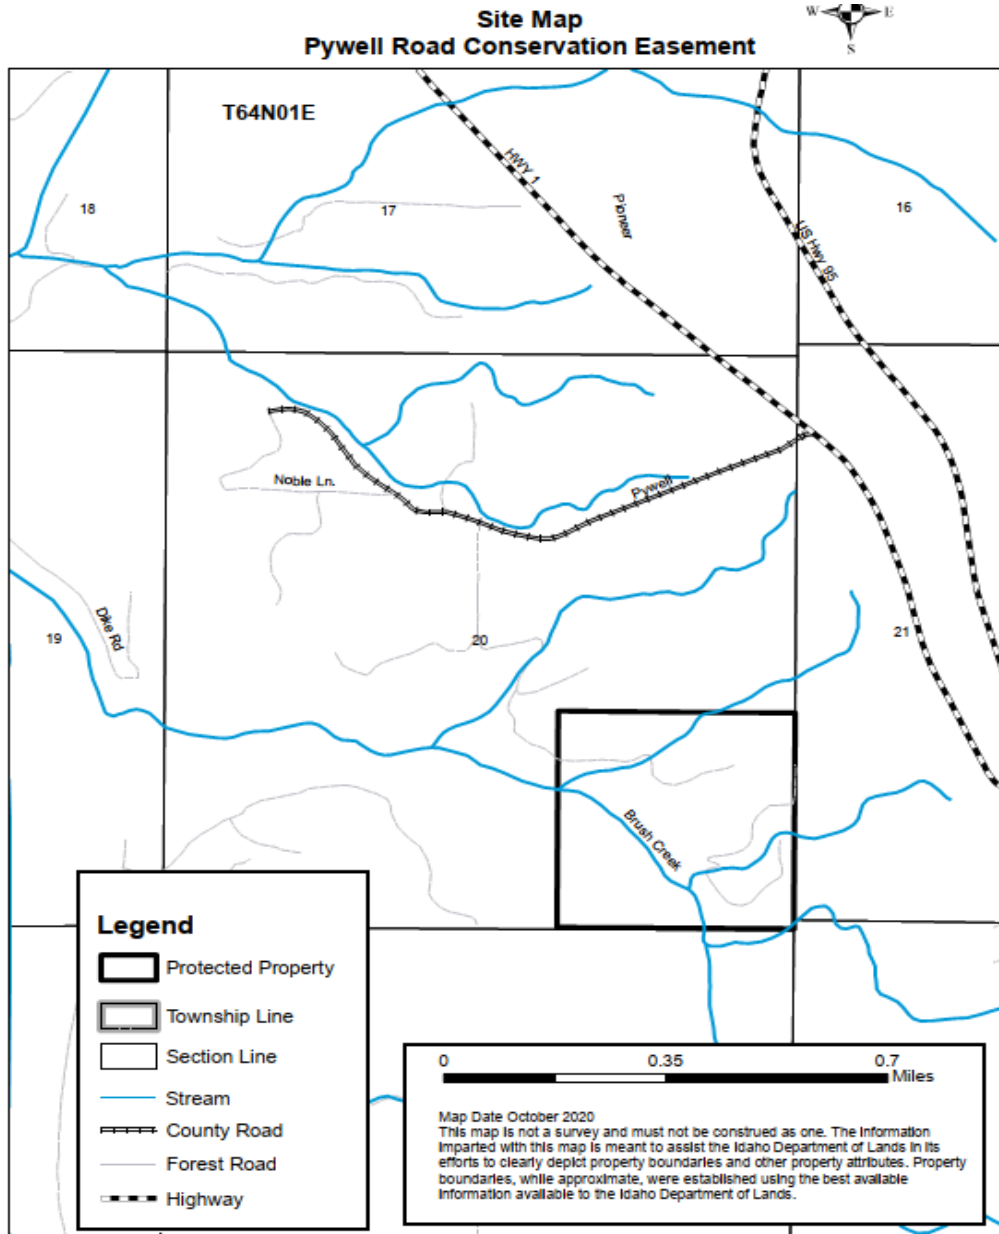 Site Map
Pywell Road Conservation Easement
W E
S
T64N01E
HWY 1
Pioneer
US Hwy 95
18
17
16
Noble Ln.
Pywell
Dike Rd
19
20
21
Brush Creek
Legend
Protected Property
Township Line
Section Line
Stream
County Road
Forest Road
Highway
0 0.35 0.7
Miles
Map Date October 2020
This map is not a survey and must not be construed as one. The information
imparted with this map is meant to assist the Idaho Department of Lands in its
efforts to clearly depict property boundaries and other property attributes. Property
boundaries, while approximate, were established using the best available
information available to the Idaho Department of Lands.